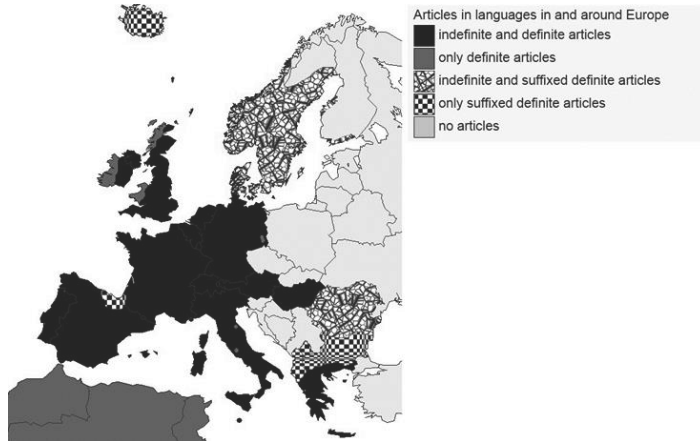 Articles in languages in and around Europe
indefinite and definite articles
only definite articles
indefinite and suffixed definite articles
only suffixed definite articles
no articles